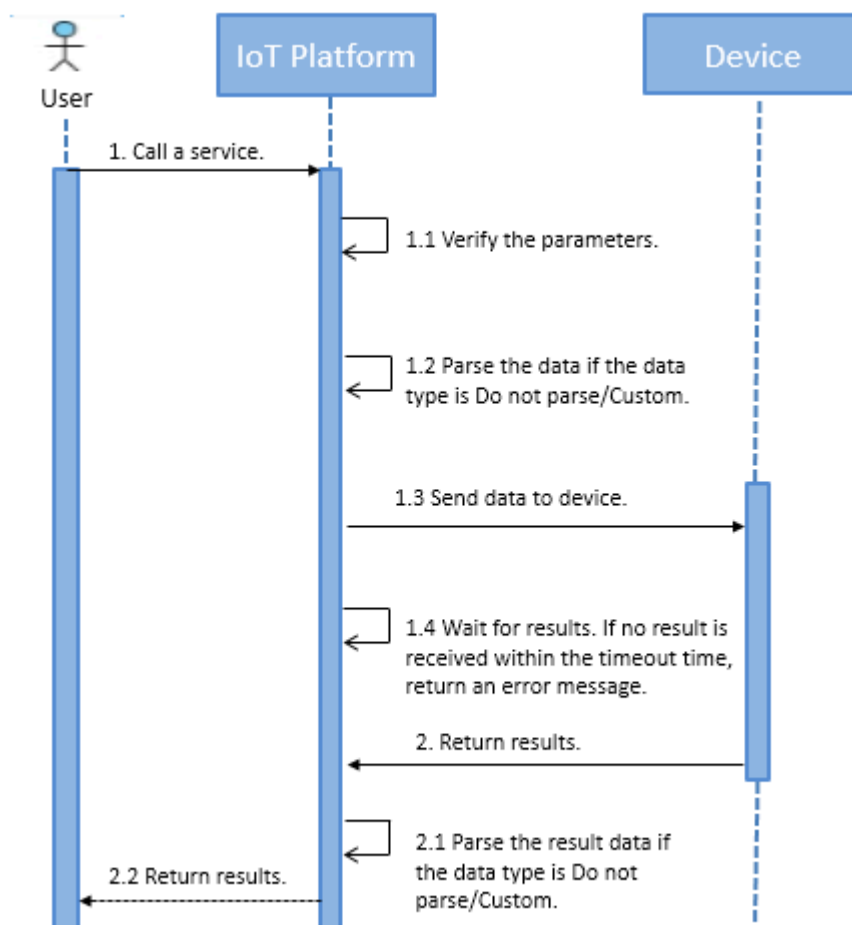 IoT Platform
Device
User
1. Call a service.
1.1 Verify the parameters.
1.2 Parse the data if the data
type is Do not parse/Custom.
1.3 Send data to device.
1.4 Wait for results. If no result is
received within the timeout time,
return an error message.
2. Return results.
2.1 Parse the result data if
the data type is Do not
parse/Custom.
2.2 Return results.